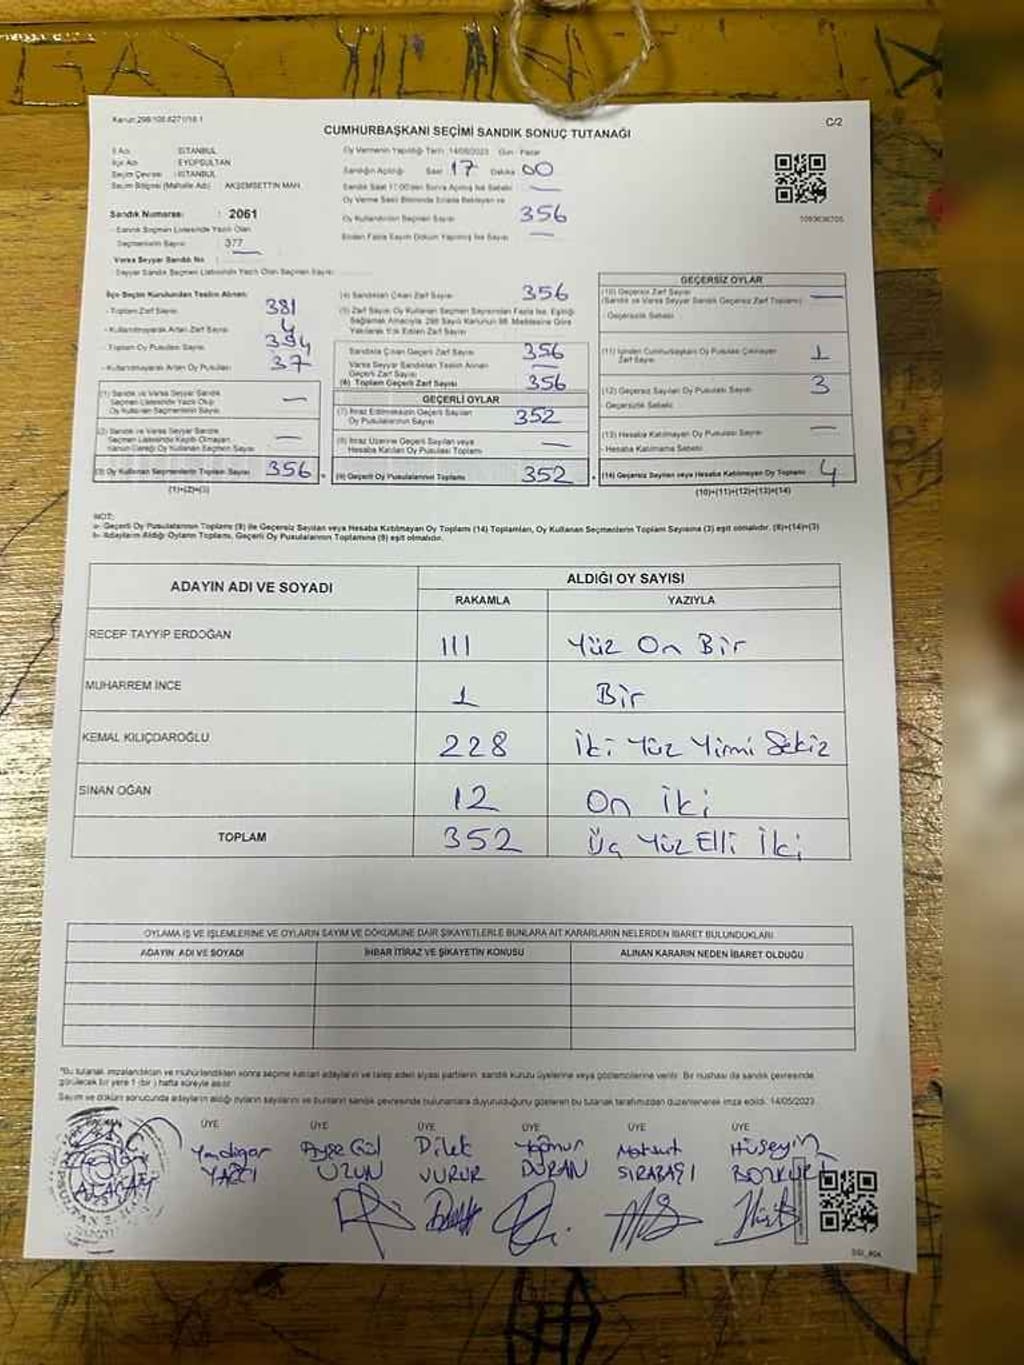 Kanun:298/105.6271/16.1
CUMHURBAŞKANI SEÇİMİ SANDIK SONUÇ TUTANAĞI
C/2
İl Adı : İSTANBUL
İlçe Adı : EYÜPSULTAN
Seçim Çevresi : İSTANBUL
Seçim Bölgesi (Mahalle Adı) : AKŞEMSETTİN MAH.
Sandık Numarası : 2061
- Sandık Seçmen Listesinde Yazılı Olan
Seçmenlerin Sayısı : 377
Varsa Seyyar Sandık No :
- Seyyar Sandık Seçmen Listesinde Yazılı Olan Seçmen Sayısı :
Oy Vermenin Yapıldığı Tarih : 14/05/2023 Gün : Pazar
Sandığın Açıldığı Saat 17 Dakika 00
Sandık Saat 17:00'den Sonra Açılmış İse Sebebi —
Oy Verme Saati Bitiminde Sırada Bekleyen ve
Oy Kullandırılan Seçmen Sayısı 356
Birden Fazla Sayım Döküm Yapılmış İse Sayısı —
İlçe Seçim Kurulundan Teslim Alınan:
- Toplam Zarf Sayısı 381
- Kullanılmayarak Artan Zarf Sayısı 4
- Toplam Oy Pusulası Sayısı 394
- Kullanılmayarak Artan Oy Pusulası 37
(1) Sandık ve Varsa Seyyar Sandık
Seçmen Listesinde Yazılı Olup
Oy Kullanan Seçmenlerin Sayısı —
(2) Sandık ve Varsa Seyyar Sandık
Seçmen Listesinde Kayıtlı Olmayan
Kanun Gereği Oy Kullanan Seçmen Sayısı —
(3) Oy Kullanan Seçmenlerin Toplam Sayısı 356
(1)+(2)=(3)
(4) Sandıktan Çıkan Zarf Sayısı 356
(5) Zarf Sayısı Oy Kullanan Seçmen Sayısından Fazla İse, Eşitliği
Sağlamak Amacıyla, 298 Sayılı Kanunun 98. Maddesine Göre
Yakılarak Yok Edilen Zarf Sayısı
Sandıkta Çıkan Geçerli Zarf Sayısı 356
Varsa Seyyar Sandıktan Teslim Alınan
Geçerli Zarf Sayısı —
(6) Toplam Geçerli Zarf Sayısı 356
GEÇERLİ OYLAR
(7) İtiraz Edilmeksizin Geçerli Sayılan
Oy Pusulalarının Sayısı 352
(8) İtiraz Üzerine Geçerli Sayılan veya
Hesaba Katılan Oy Pusulası Toplamı —
(9) Geçerli Oy Pusulalarının Toplamı 352
GEÇERSİZ OYLAR
(10) Geçersiz Zarf Sayısı
(Sandık ve Varsa Seyyar Sandık Geçersiz Zarf Toplamı) —
- Geçersizlik Sebebi:
(11) İçinden Cumhurbaşkanı Oy Pusulası Çıkmayan
Zarf Sayısı 1
(12) Geçersiz Sayılan Oy Pusulası Sayısı 3
- Geçersizlik Sebebi:
(13) Hesaba Katılmayan Oy Pusulası Sayısı —
- Hesaba Katılmama Sebebi
(14) Geçersiz Sayılan veya Hesaba Katılmayan Oy Toplamı 4
(10)+(11)+(12)+(13)=(14)
NOT:
a- Geçerli Oy Pusulalarının Toplamı (9) ile Geçersiz Sayılan veya Hesaba Katılmayan Oy Toplamı (14) Toplamları, Oy Kullanan Seçmenlerin Toplam Sayısına (3) eşit olmalıdır. (9)+(14)=(3)
b- Adayların Aldığı Oyların Toplamı, Geçerli Oy Pusulalarının Toplamına (9) eşit olmalıdır.
ADAYIN ADI VE SOYADI ALDIĞI OY SAYISI
RAKAMLA YAZIYLA
RECEP TAYYİP ERDOĞAN 111 Yüz On Bir
MUHARREM İNCE 1 Bir
KEMAL KILIÇDAROĞLU 228 İki Yüz Yirmi Sekiz
SİNAN OĞAN 12 On İki
TOPLAM 352 Üç Yüz Elli İki
OYLAMA İŞ VE İŞLEMLERİNE VE OYLARIN SAYIM VE DÖKÜMÜNE DAİR ŞİKAYETLERLE BUNLARA AİT KARARLARIN NELERDEN İBARET BULUNDUKLARI
ADAYIN ADI VE SOYADI İHBAR İTİRAZ VE ŞİKAYETİN KONUSU ALINAN KARARIN NEDEN İBARET OLDUĞU
*Bu tutanak imzalandıktan ve mühürlendikten sonra seçime katılan adayların ve talep eden siyasi partilerin sandık kurulu üyelerine veya gözlemcilerine verilir. Bir nüshası da sandık çevresinde
görülecek bir yere 1 (bir) hafta süreyle asılır.
Sayım ve döküm sonucunda adayların aldığı oyların sayılarını ve bunların sandık çevresinde bulunanlara duyurulduğunu gösteren bu tutanak tarafımızdan düzenlenerek imza edildi. 14/05/2023
ÜYE ÜYE ÜYE ÜYE ÜYE ÜYE
Yandigar Ayşe Gül Dilek Yağmur Maksut Hüseyin
YAZCI UZUN VURUR DURAN SIRABAŞI BOZKURT